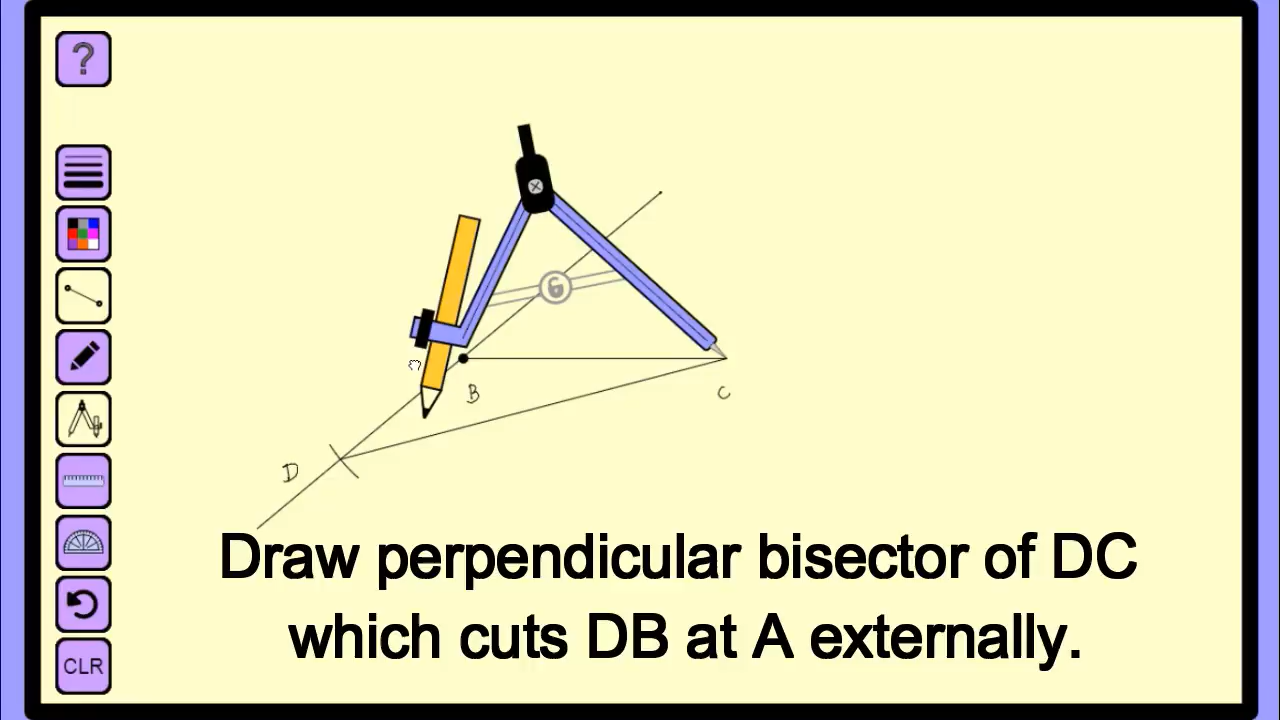 ?
B
C
D
Draw perpendicular bisector of DC
which cuts DB at A externally.
CLR